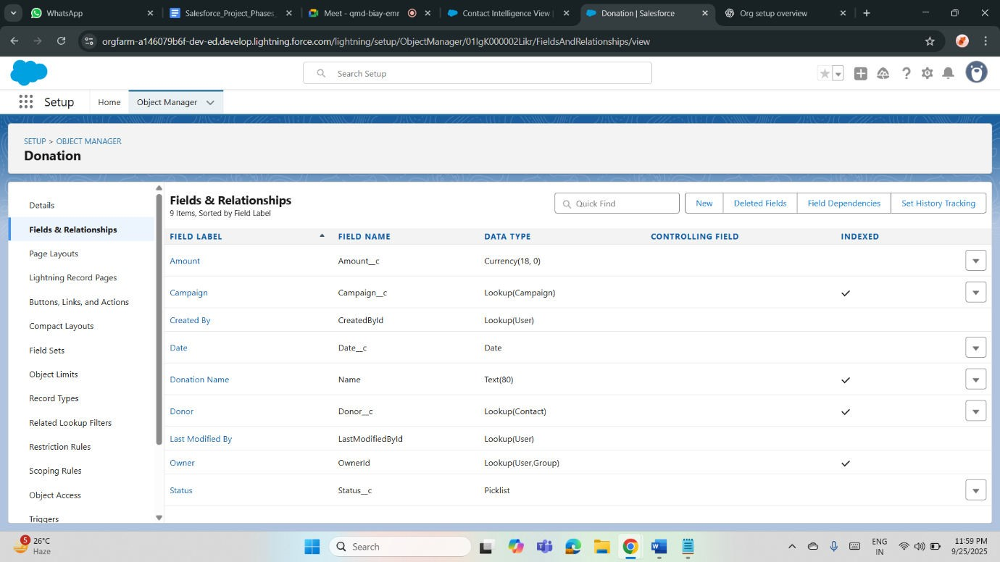 WhatsApp
Salesforce_Project_Phases_
Meet - qmd-biay-emr
Contact Intelligence View |
Donation | Salesforce
Org setup overview
orgfarm-a146079b6f-dev-ed.develop.lightning.force.com/lightning/setup/ObjectManager/01IgK000002Likr/FieldsAndRelationships/view
Search Setup
Setup
Home
Object Manager
SETUP > OBJECT MANAGER
Donation
Details
Fields & Relationships
Page Layouts
Lightning Record Pages
Buttons, Links, and Actions
Compact Layouts
Field Sets
Object Limits
Record Types
Related Lookup Filters
Restriction Rules
Scoping Rules
Object Access
Triggers
Fields & Relationships
9 Items, Sorted by Field Label
Quick Find
New
Deleted Fields
Field Dependencies
Set History Tracking
FIELD LABEL FIELD NAME DATA TYPE CONTROLLING FIELD INDEXED
Amount Amount__c Currency(18, 0)
Campaign Campaign__c Lookup(Campaign)
Created By CreatedById Lookup(User)
Date Date__c Date
Donation Name Name Text(80)
Donor Donor__c Lookup(Contact)
Last Modified By LastModifiedById Lookup(User)
Owner OwnerId Lookup(User,Group)
Status Status__c Picklist
5
26°C
Haze
Search
ENG
IN
11:59 PM
9/25/2025